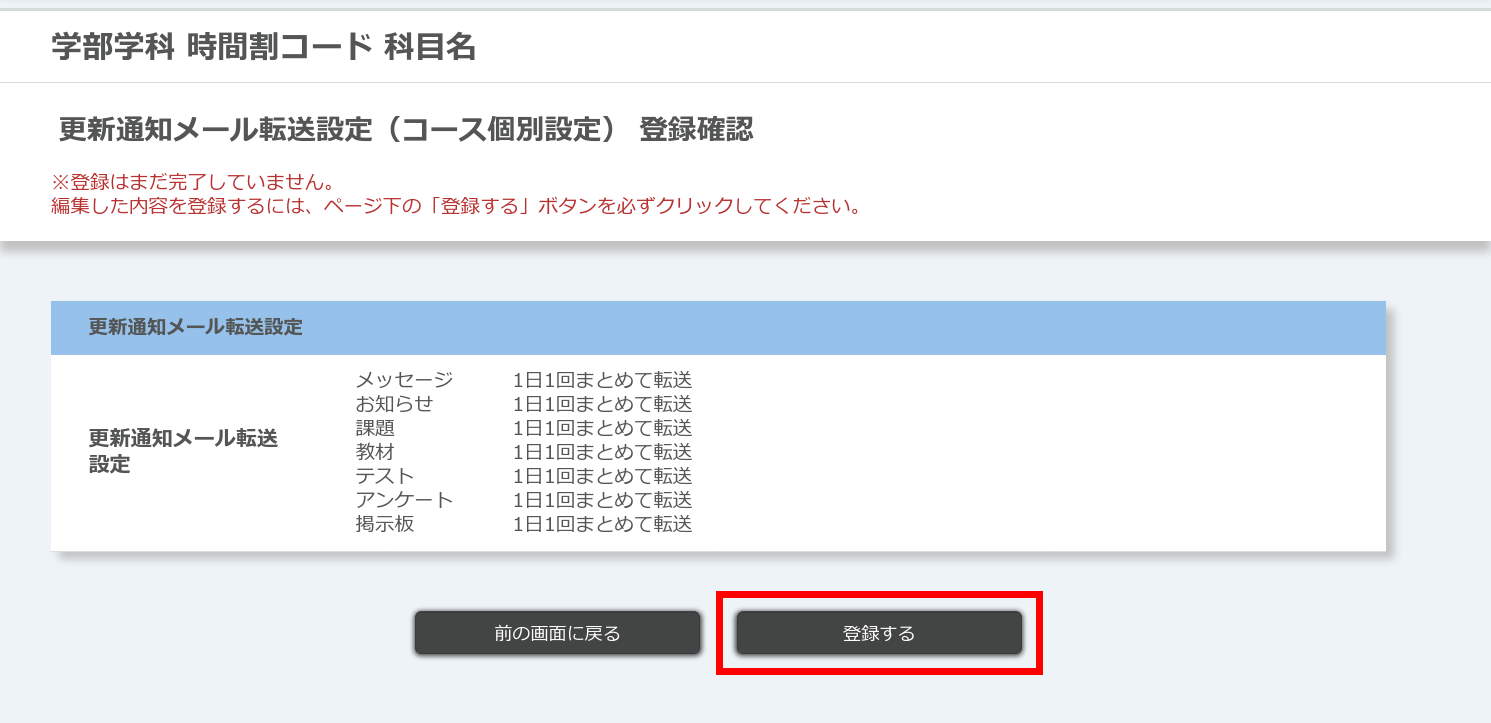 学部学科 時間割コード 科目名
更新通知メール転送設定（コース個別設定） 登録確認
※登録はまだ完了していません。
編集した内容を登録するには、ページ下の「登録する」ボタンを必ずクリックしてください。
更新通知メール転送設定
更新通知メール転送
設定
メッセージ 1日1回まとめて転送
お知らせ 1日1回まとめて転送
課題 1日1回まとめて転送
教材 1日1回まとめて転送
テスト 1日1回まとめて転送
アンケート 1日1回まとめて転送
掲示板 1日1回まとめて転送
前の画面に戻る 登録する